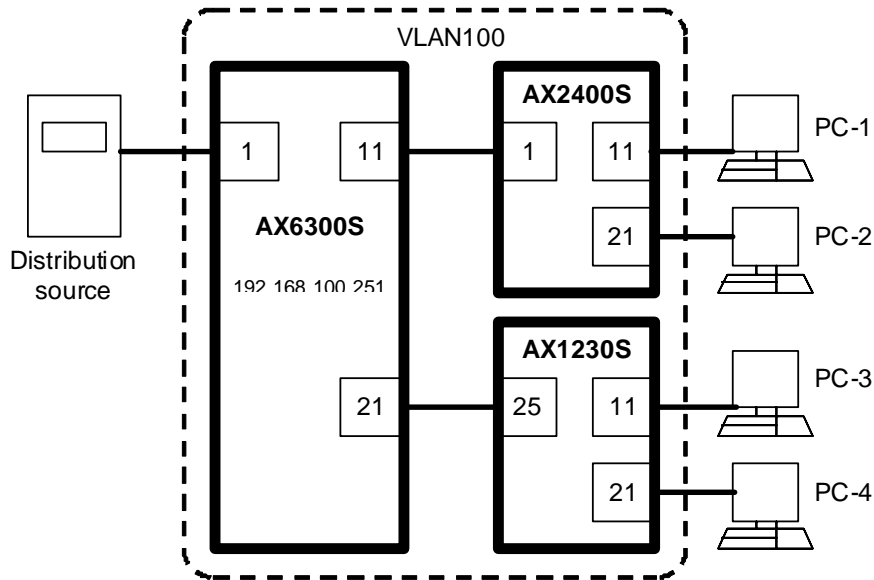 VLAN100
AX2400S
PC-1
1
11
1
11
AX6300S
21
PC-2
Distribution
source
192.168.100.251
AX1230S
PC-3
21
25
11
21
PC-4